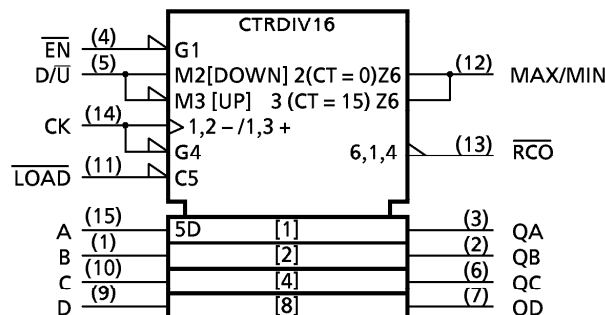 CTRDIV16
EN (4) G1
D/U (5) M2 [DOWN] 2 (CT = 0) Z6 (12) MAX/MIN
M3 [UP] 3 (CT = 15) Z6
CK (14) 1,2 – /1,3 +
G4 6,1,4 (13) RCO
LOAD (11) C5
A (15) 5D [1] (3) QA
B (1) [2] (2) QB
C (10) [4] (6) QC
D (9) [8] (7) QD